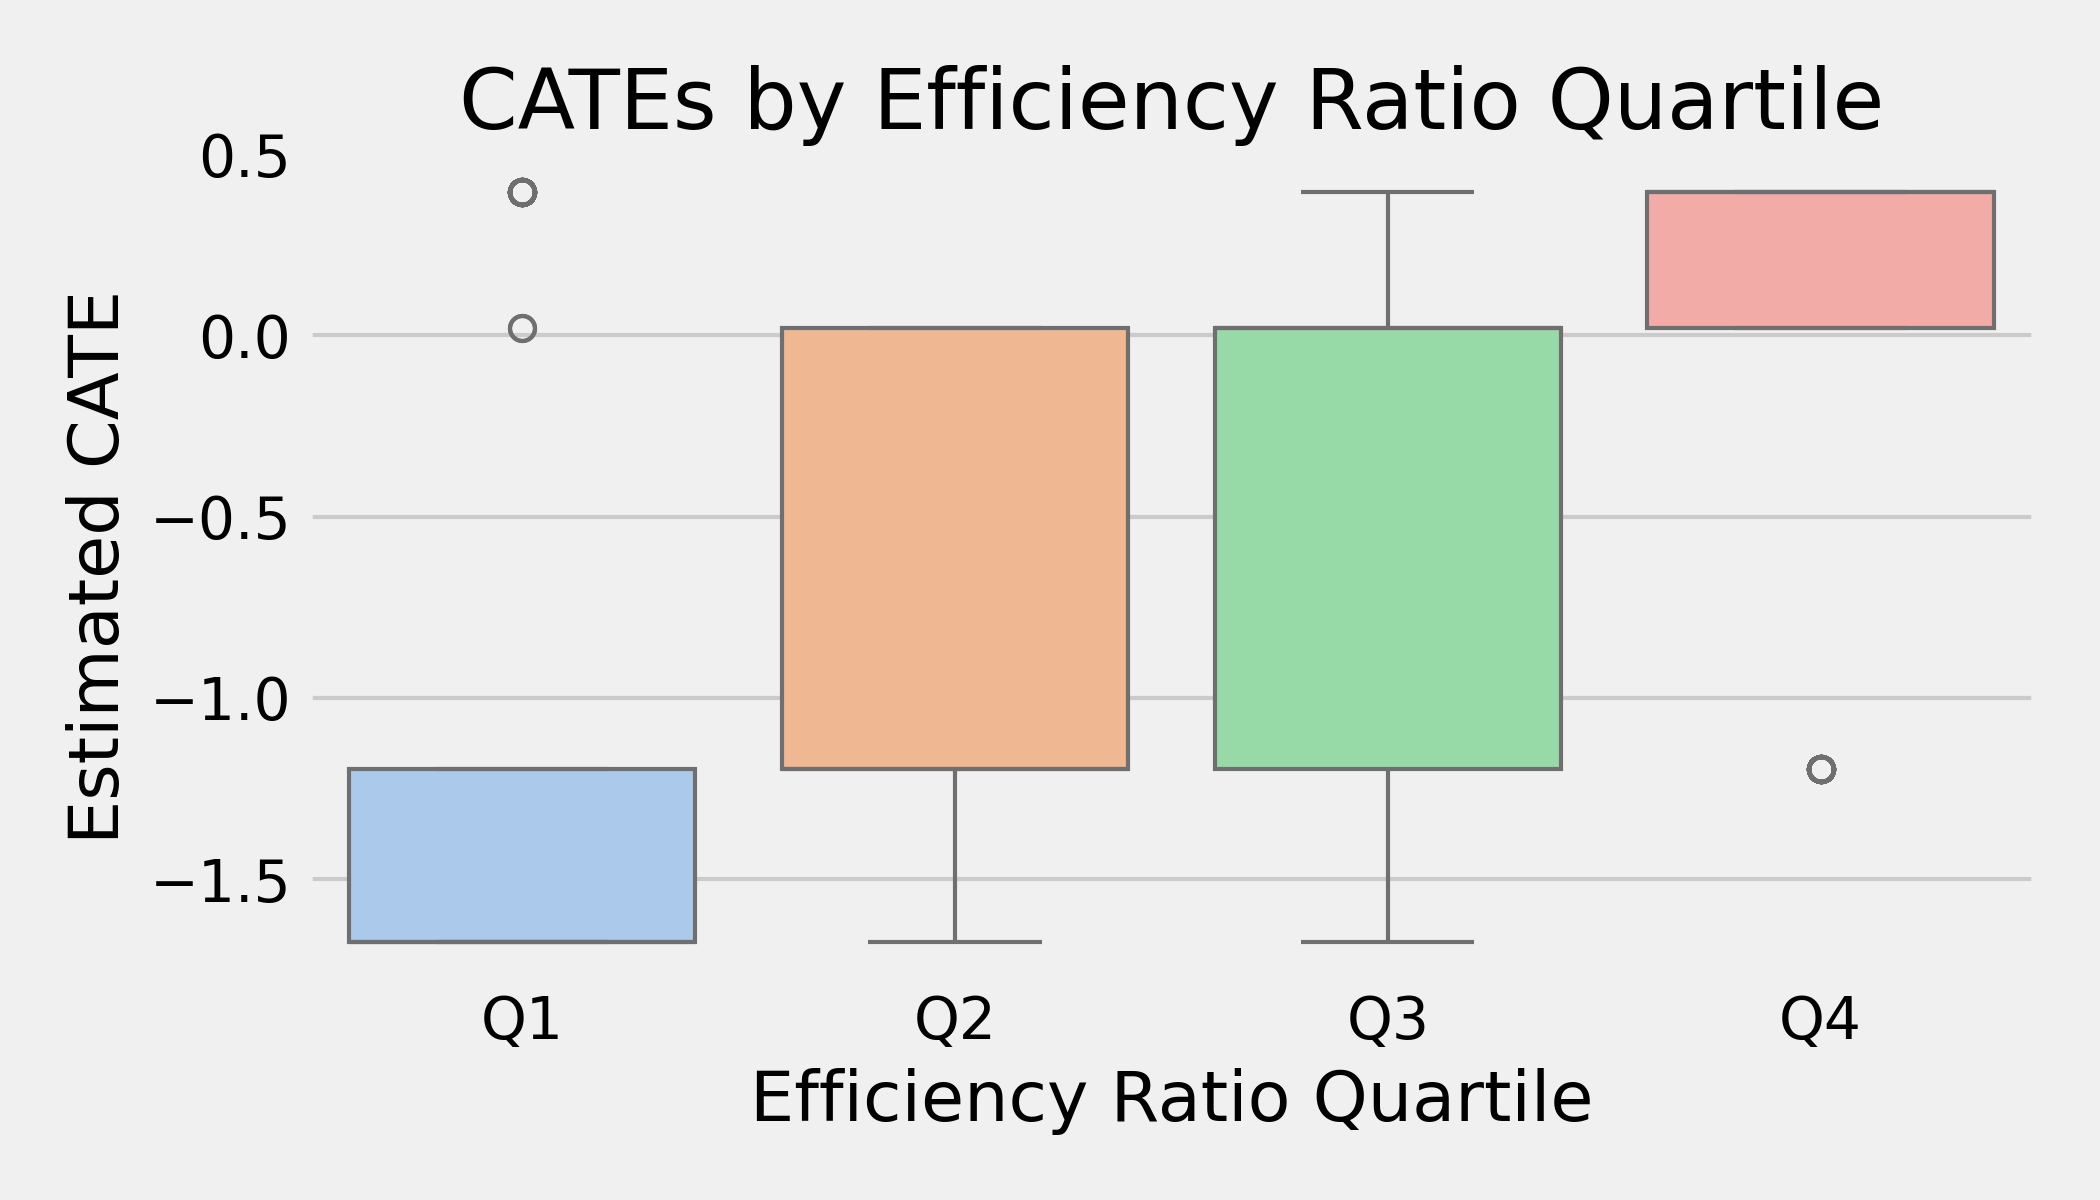 CATEs by Efficiency Ratio Quartile
0.5
0.0
−0.5
−1.0
−1.5
Estimated CATE
Q1 Q2 Q3 Q4
Efficiency Ratio Quartile